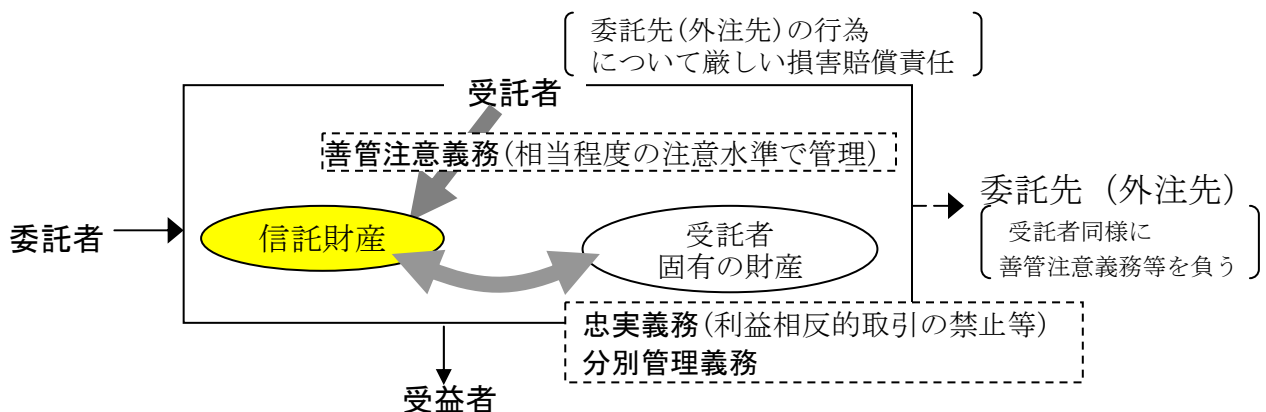 委託先(外注先)の行為
について厳しい損害賠償責任
受託者
善管注意義務(相当程度の注意水準で管理)
委託先 (外注先)
受託者同様に
善管注意義務等を負う
委託者
信託財産
受託者
固有の財産
忠実義務(利益相反的取引の禁止等)
分別管理義務
受益者